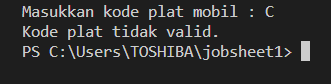 Masukkan kode plat mobil : C
Kode plat tidak valid.
PS C:\Users\TOSHIBA\jobsheet1>